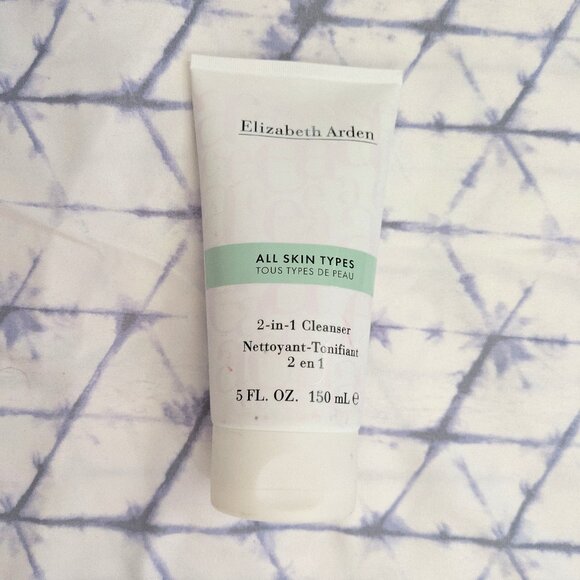 Elizabeth Arden
ALL SKIN TYPES
TOUS TYPES DE PEAU
2-in-1 Cleanser
Nettoyant-Tonifiant
2 en 1
5 FL. OZ. 150 mL ℮